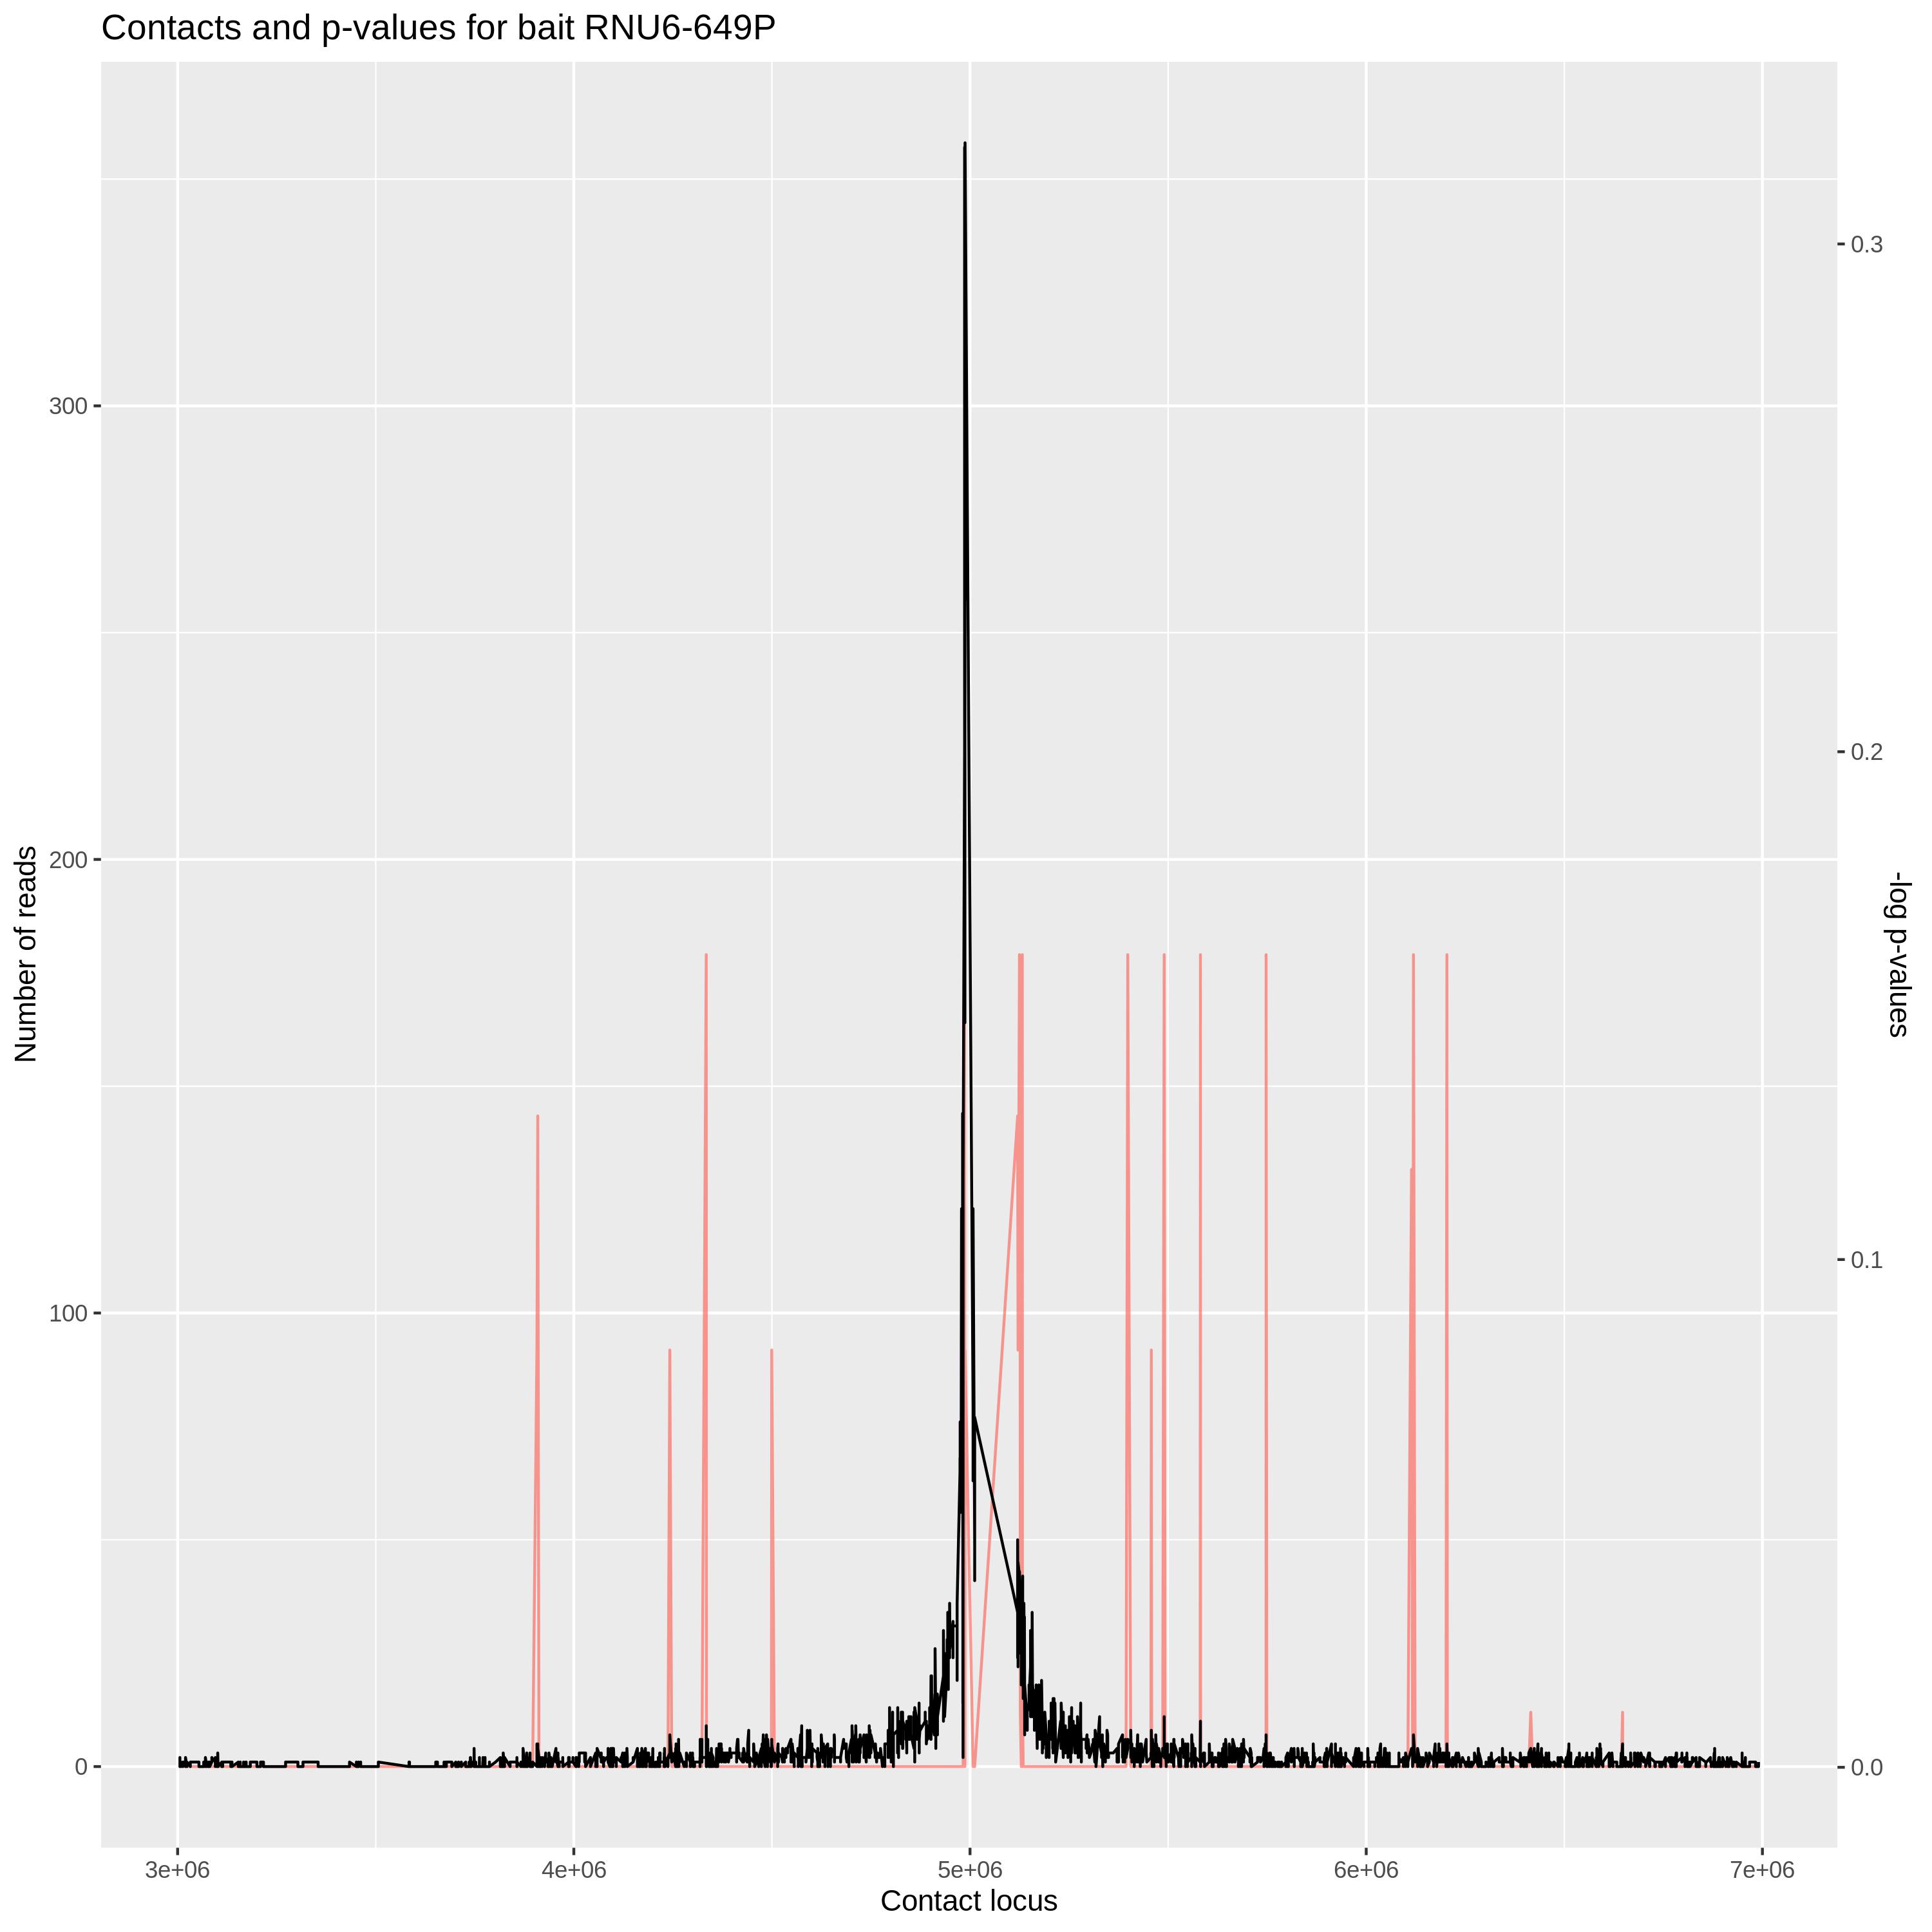 Contacts and p-values for bait RNU6-649P
300
200
100
0
Number of reads
0.3
0.2
0.1
0.0
-log p-values
3e+06 4e+06 5e+06 6e+06 7e+06
Contact locus